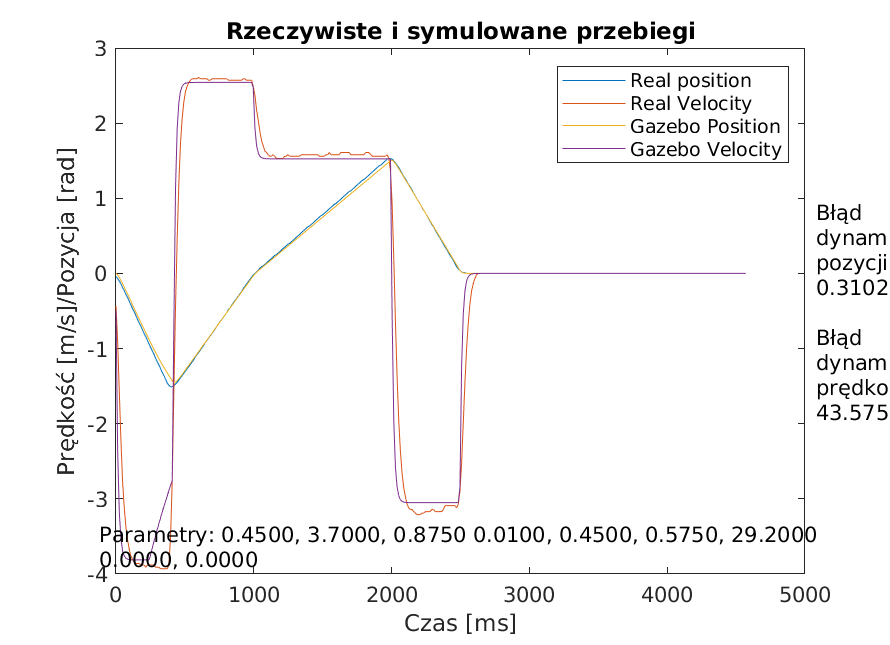 Rzeczywiste i symulowane przebiegi
3
2
1
0
-1
-2
-3
-4
Prędkość [m/s]/Pozycja [rad]
Real position
Real Velocity
Gazebo Position
Gazebo Velocity
Błąd
dynam
pozycji
0.3102
Błąd
dynam
prędko
43.575
Parametry: 0.4500, 3.7000, 0.8750 0.0100, 0.4500, 0.5750, 29.2000
0.0000, 0.0000
0 1000 2000 3000 4000 5000
Czas [ms]